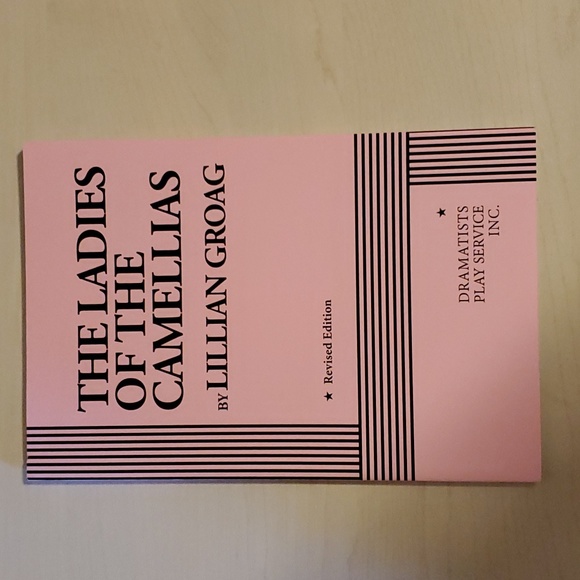 THE LADIES
OF THE
CAMELLIAS
BY LILLIAN GROAG
★ Revised Edition
★
DRAMATISTS
PLAY SERVICE
INC.